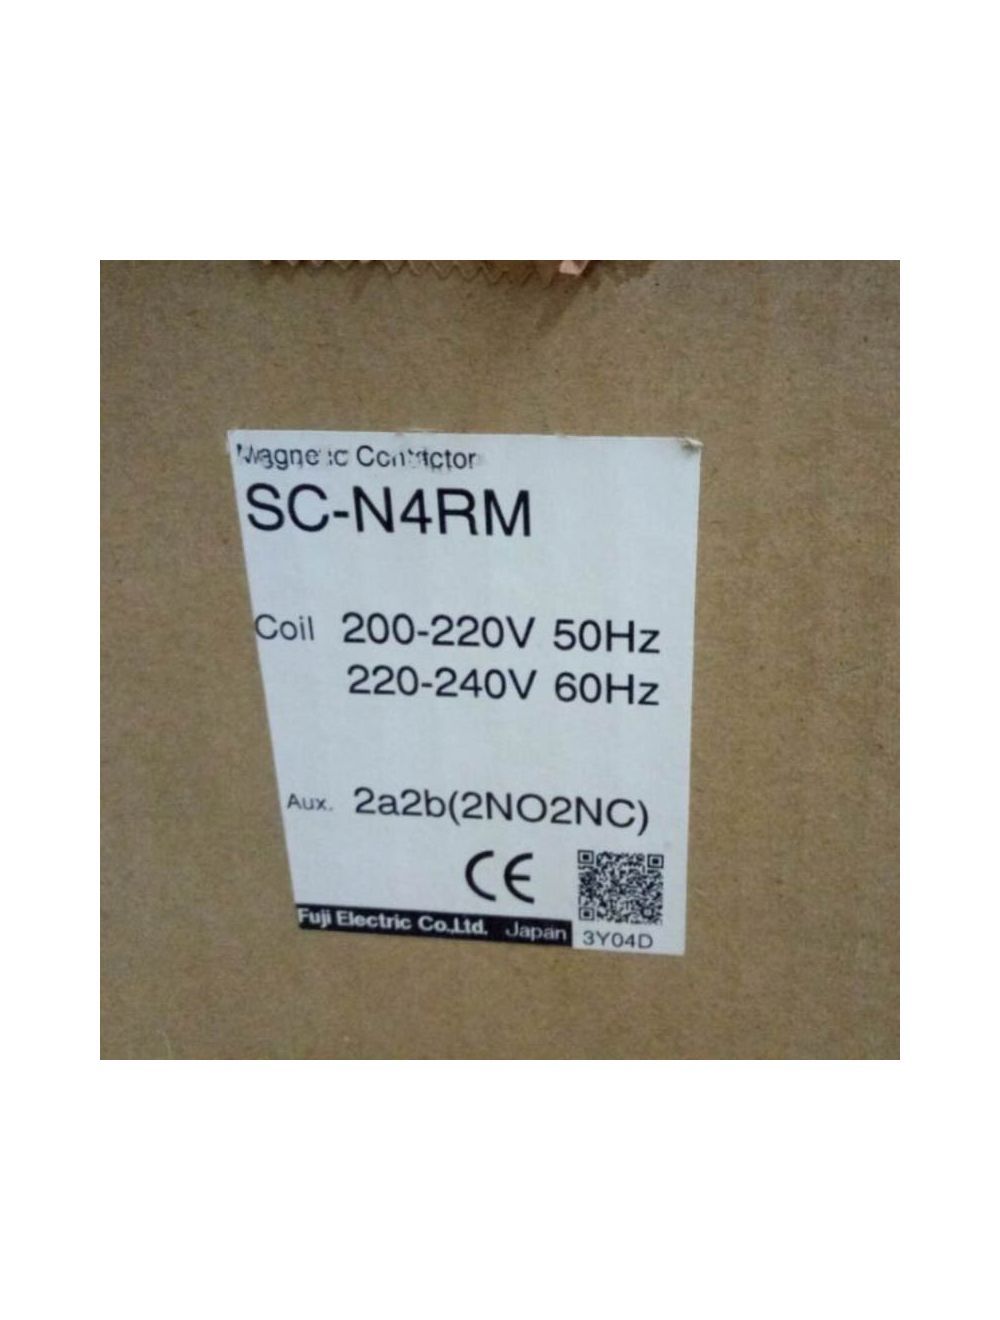 Magnetic Contactor
SC-N4RM
Coil 200-220V 50Hz
220-240V 60Hz
Aux. 2a2b(2NO2NC)
CE
Fuji Electric Co.,Ltd. Japan 3Y04D